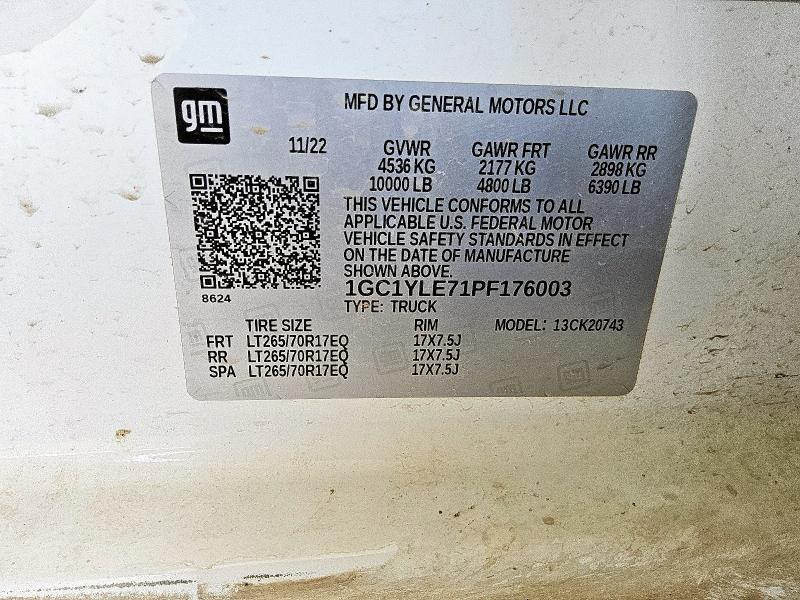 gm
MFD BY GENERAL MOTORS LLC
11/22 GVWR GAWR FRT GAWR RR
4536 KG 2177 KG 2898 KG
10000 LB 4800 LB 6390 LB
THIS VEHICLE CONFORMS TO ALL
APPLICABLE U.S. FEDERAL MOTOR
VEHICLE SAFETY STANDARDS IN EFFECT
ON THE DATE OF MANUFACTURE
SHOWN ABOVE.
1GC1YLE71PF176003
8624
TYPE: TRUCK
TIRE SIZE RIM MODEL: 13CK20743
FRT LT265/70R17EQ 17X7.5J
RR LT265/70R17EQ 17X7.5J
SPA LT265/70R17EQ 17X7.5J